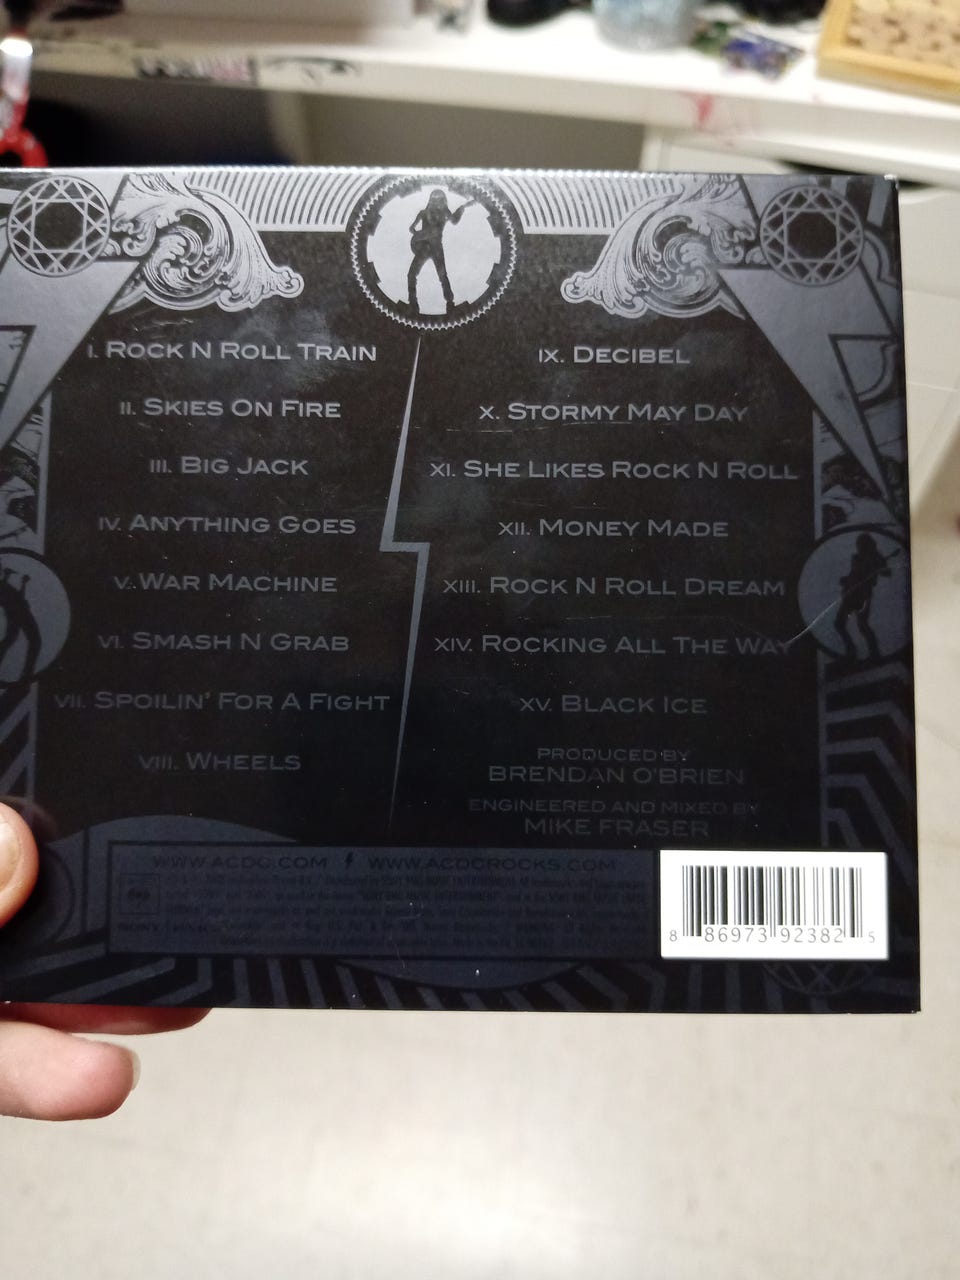 I. ROCK N ROLL TRAIN
II. SKIES ON FIRE
III. BIG JACK
IV. ANYTHING GOES
V. WAR MACHINE
VI. SMASH N GRAB
VII. SPOILIN' FOR A FIGHT
VIII. WHEELS
IX. DECIBEL
X. STORMY MAY DAY
XI. SHE LIKES ROCK N ROLL
XII. MONEY MADE
XIII. ROCK N ROLL DREAM
XIV. ROCKING ALL THE WAY
XV. BLACK ICE
PRODUCED BY
BRENDAN O'BRIEN
ENGINEERED AND MIXED BY
MIKE FRASER
WWW.ACDC.COM WWW.ACDCROCKS.COM
SONY
8 86973 92382 5